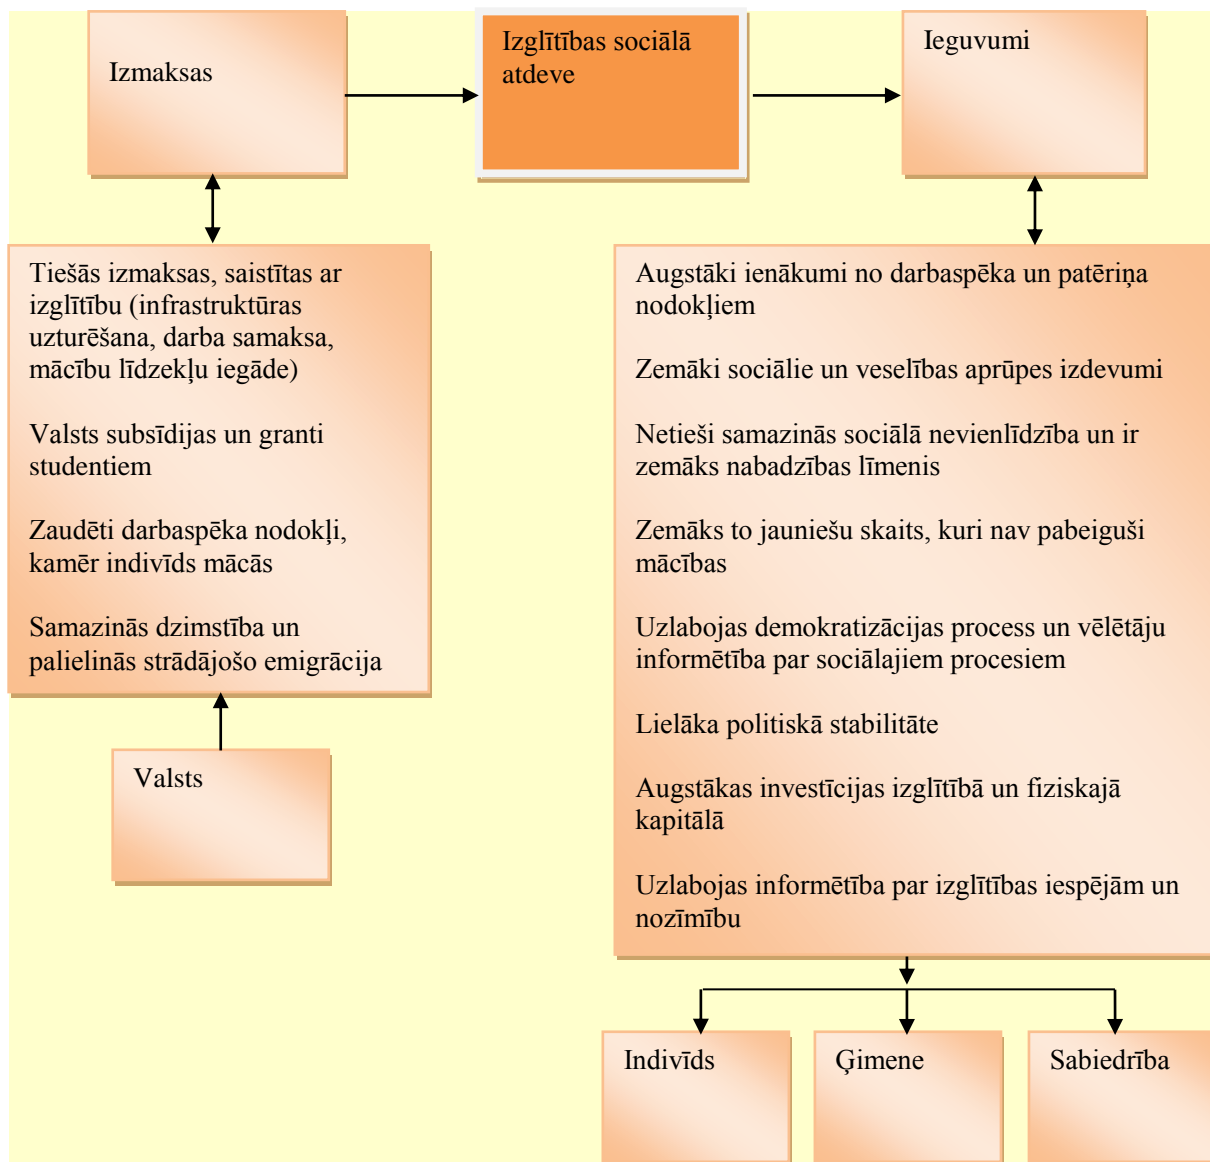 Izmaksas
Izglītības sociālā
atdeve
Ieguvumi
Tiešās izmaksas, saistītas ar
izglītību (infrastruktūras
uzturēšana, darba samaksa,
mācību līdzekļu iegāde)
Valsts subsīdijas un granti
studentiem
Zaudēti darbaspēka nodokļi,
kamēr indivīds mācās
Samazinās dzimstība un
palielinās strādājošo emigrācija
Valsts
Augstāki ienākumi no darbaspēka un patēriņa
nodokļiem
Zemāki sociālie un veselības aprūpes izdevumi
Netieši samazinās sociālā nevienlīdzība un ir
zemāks nabadzības līmenis
Zemāks to jauniešu skaits, kuri nav pabeiguši
mācības
Uzlabojas demokratizācijas process un vēlētāju
informētība par sociālajiem procesiem
Lielāka politiskā stabilitāte
Augstākas investīcijas izglītībā un fiziskajā
kapitālā
Uzlabojas informētība par izglītības iespējām un
nozīmību
Indivīds
Ģimene
Sabiedrība